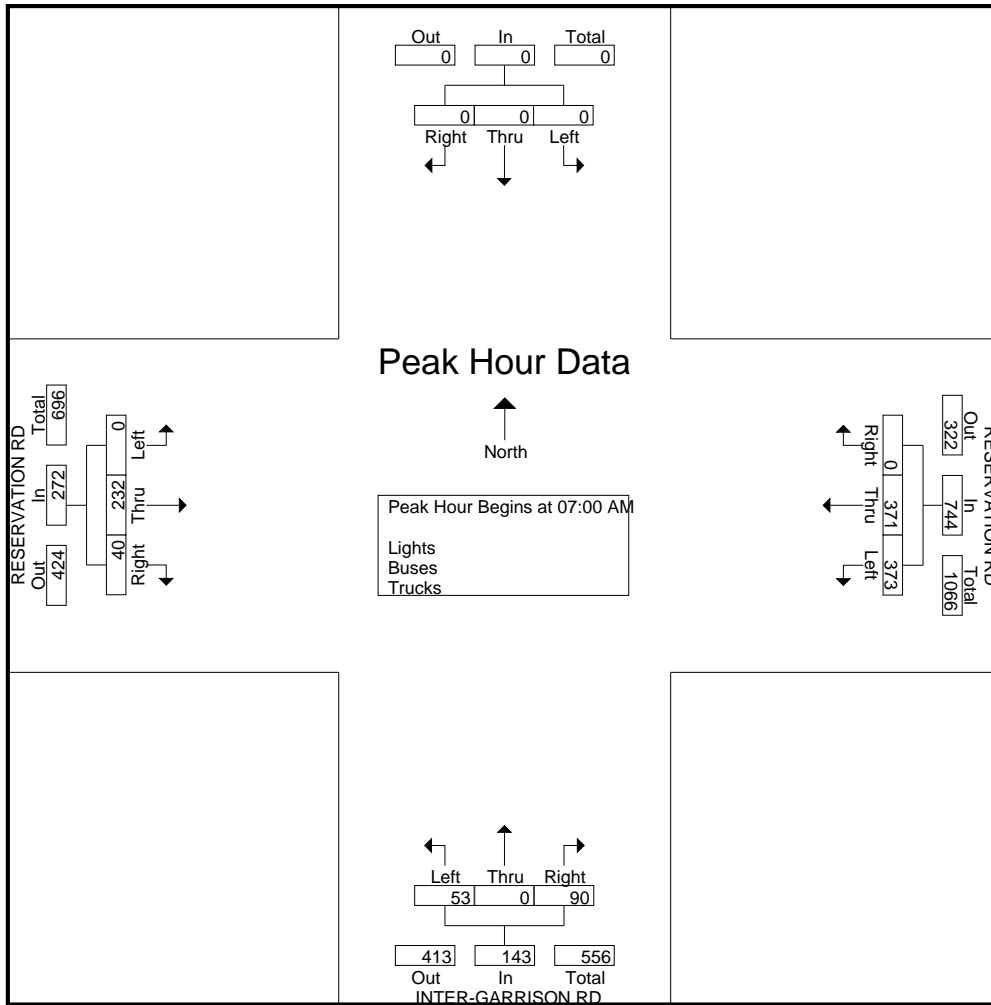 Out In Total
0 0 0
0 0 0
Right Thru Left
Peak Hour Data
North
Peak Hour Begins at 07:00 AM
Lights
Buses
Trucks
RESERVATION RD
Total In Out
696 272 424
0 232 40
Left Thru Right
Right Thru Left
0 371 373
322 744 1066
Out In Total
RESERVATION RD
Left Thru Right
53 0 90
413 143 556
Out In Total
INTER-GARRISON RD